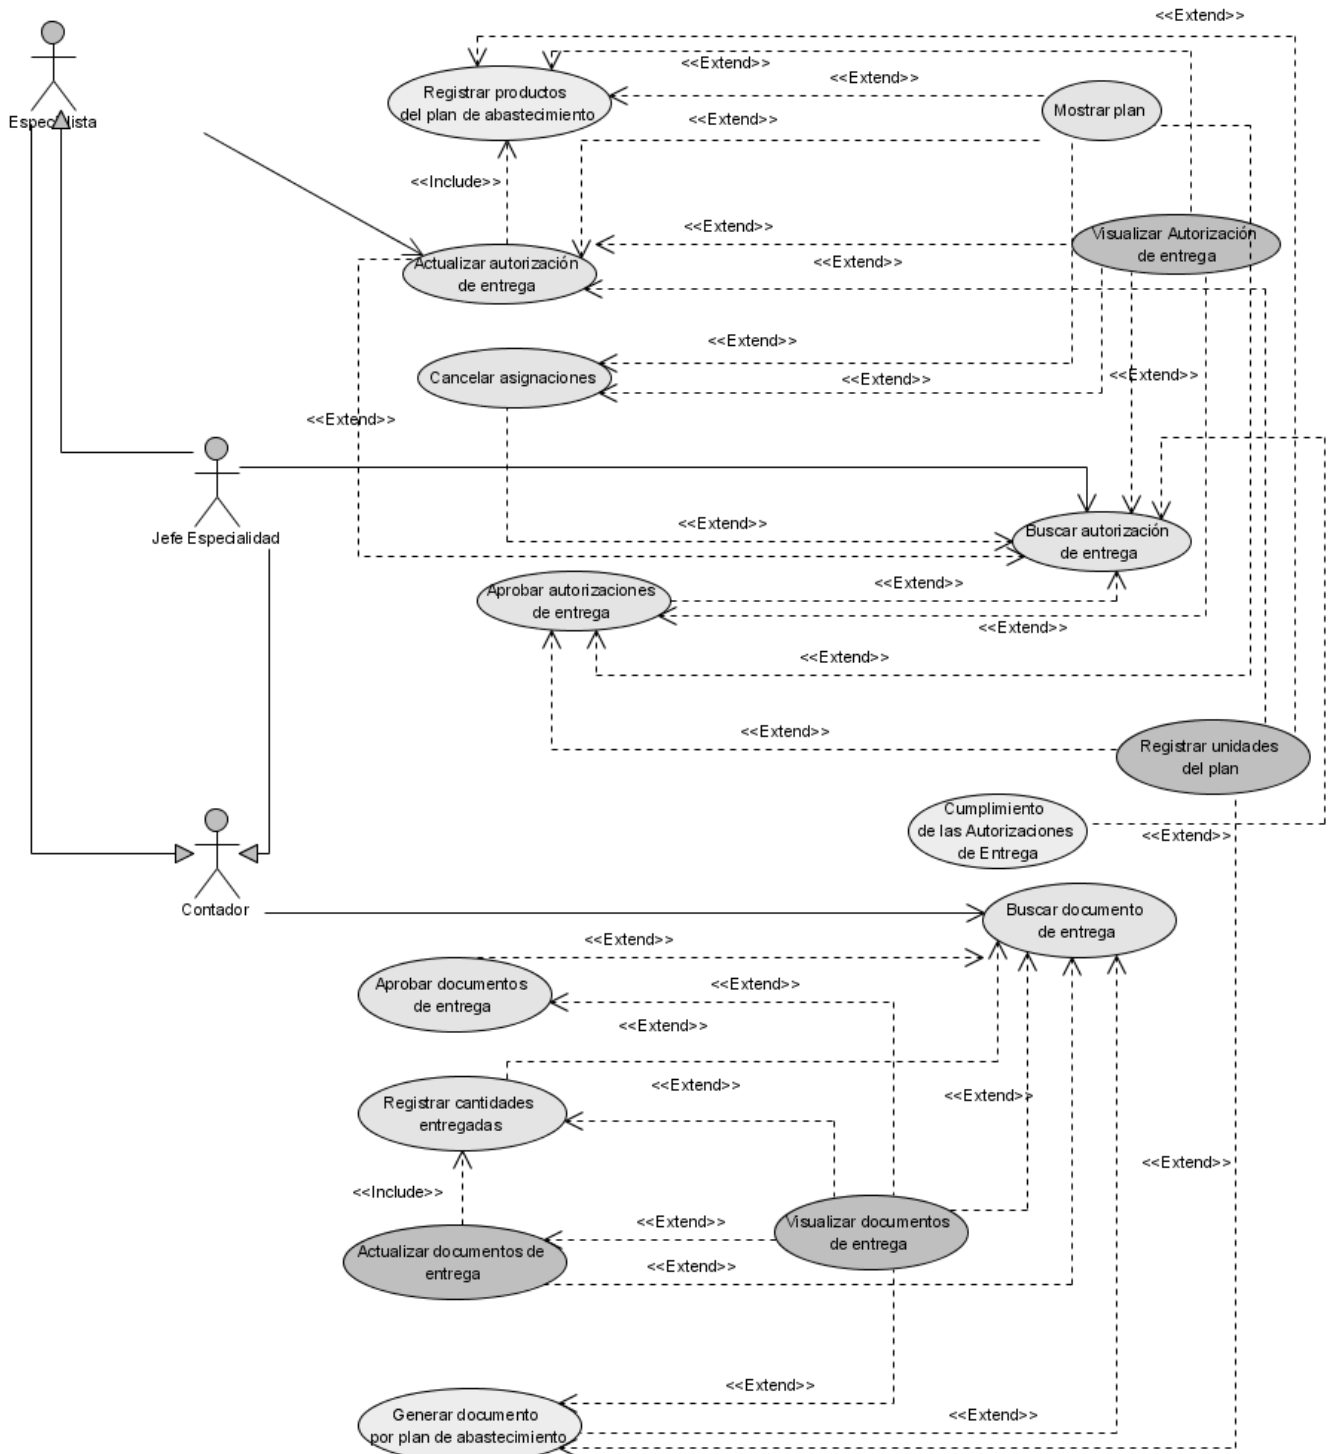 <<Extend>>
<<Extend>>
<<Extend>>
Registrar productos
del plan de abastecimiento
Mostrar plan
Especialista
<<Extend>>
<<Include>>
<<Extend>>
Visualizar Autorización
de entrega
Actualizar autorización
de entrega
<<Extend>>
<<Extend>>
Cancelar asignaciones
<<Extend>>
<<Extend>>
<<Extend>>
Jefe Especialidad
<<Extend>>
Buscar autorización
de entrega
Aprobar autorizaciones
de entrega
<<Extend>>
<<Extend>>
<<Extend>>
<<Extend>>
Registrar unidades
del plan
Cumplimiento
de las Autorizaciones
de Entrega
<<Extend>>
Contador
Buscar documento
de entrega
<<Extend>>
Aprobar documentos
de entrega
<<Extend>>
<<Extend>>
<<Extend>>
<<Extend>>
Registrar cantidades
entregadas
<<Extend>>
<<Include>>
Visualizar documentos
de entrega
<<Extend>>
Actualizar documentos de
entrega
<<Extend>>
<<Extend>>
Generar documento
por plan de abastecimiento
<<Extend>>